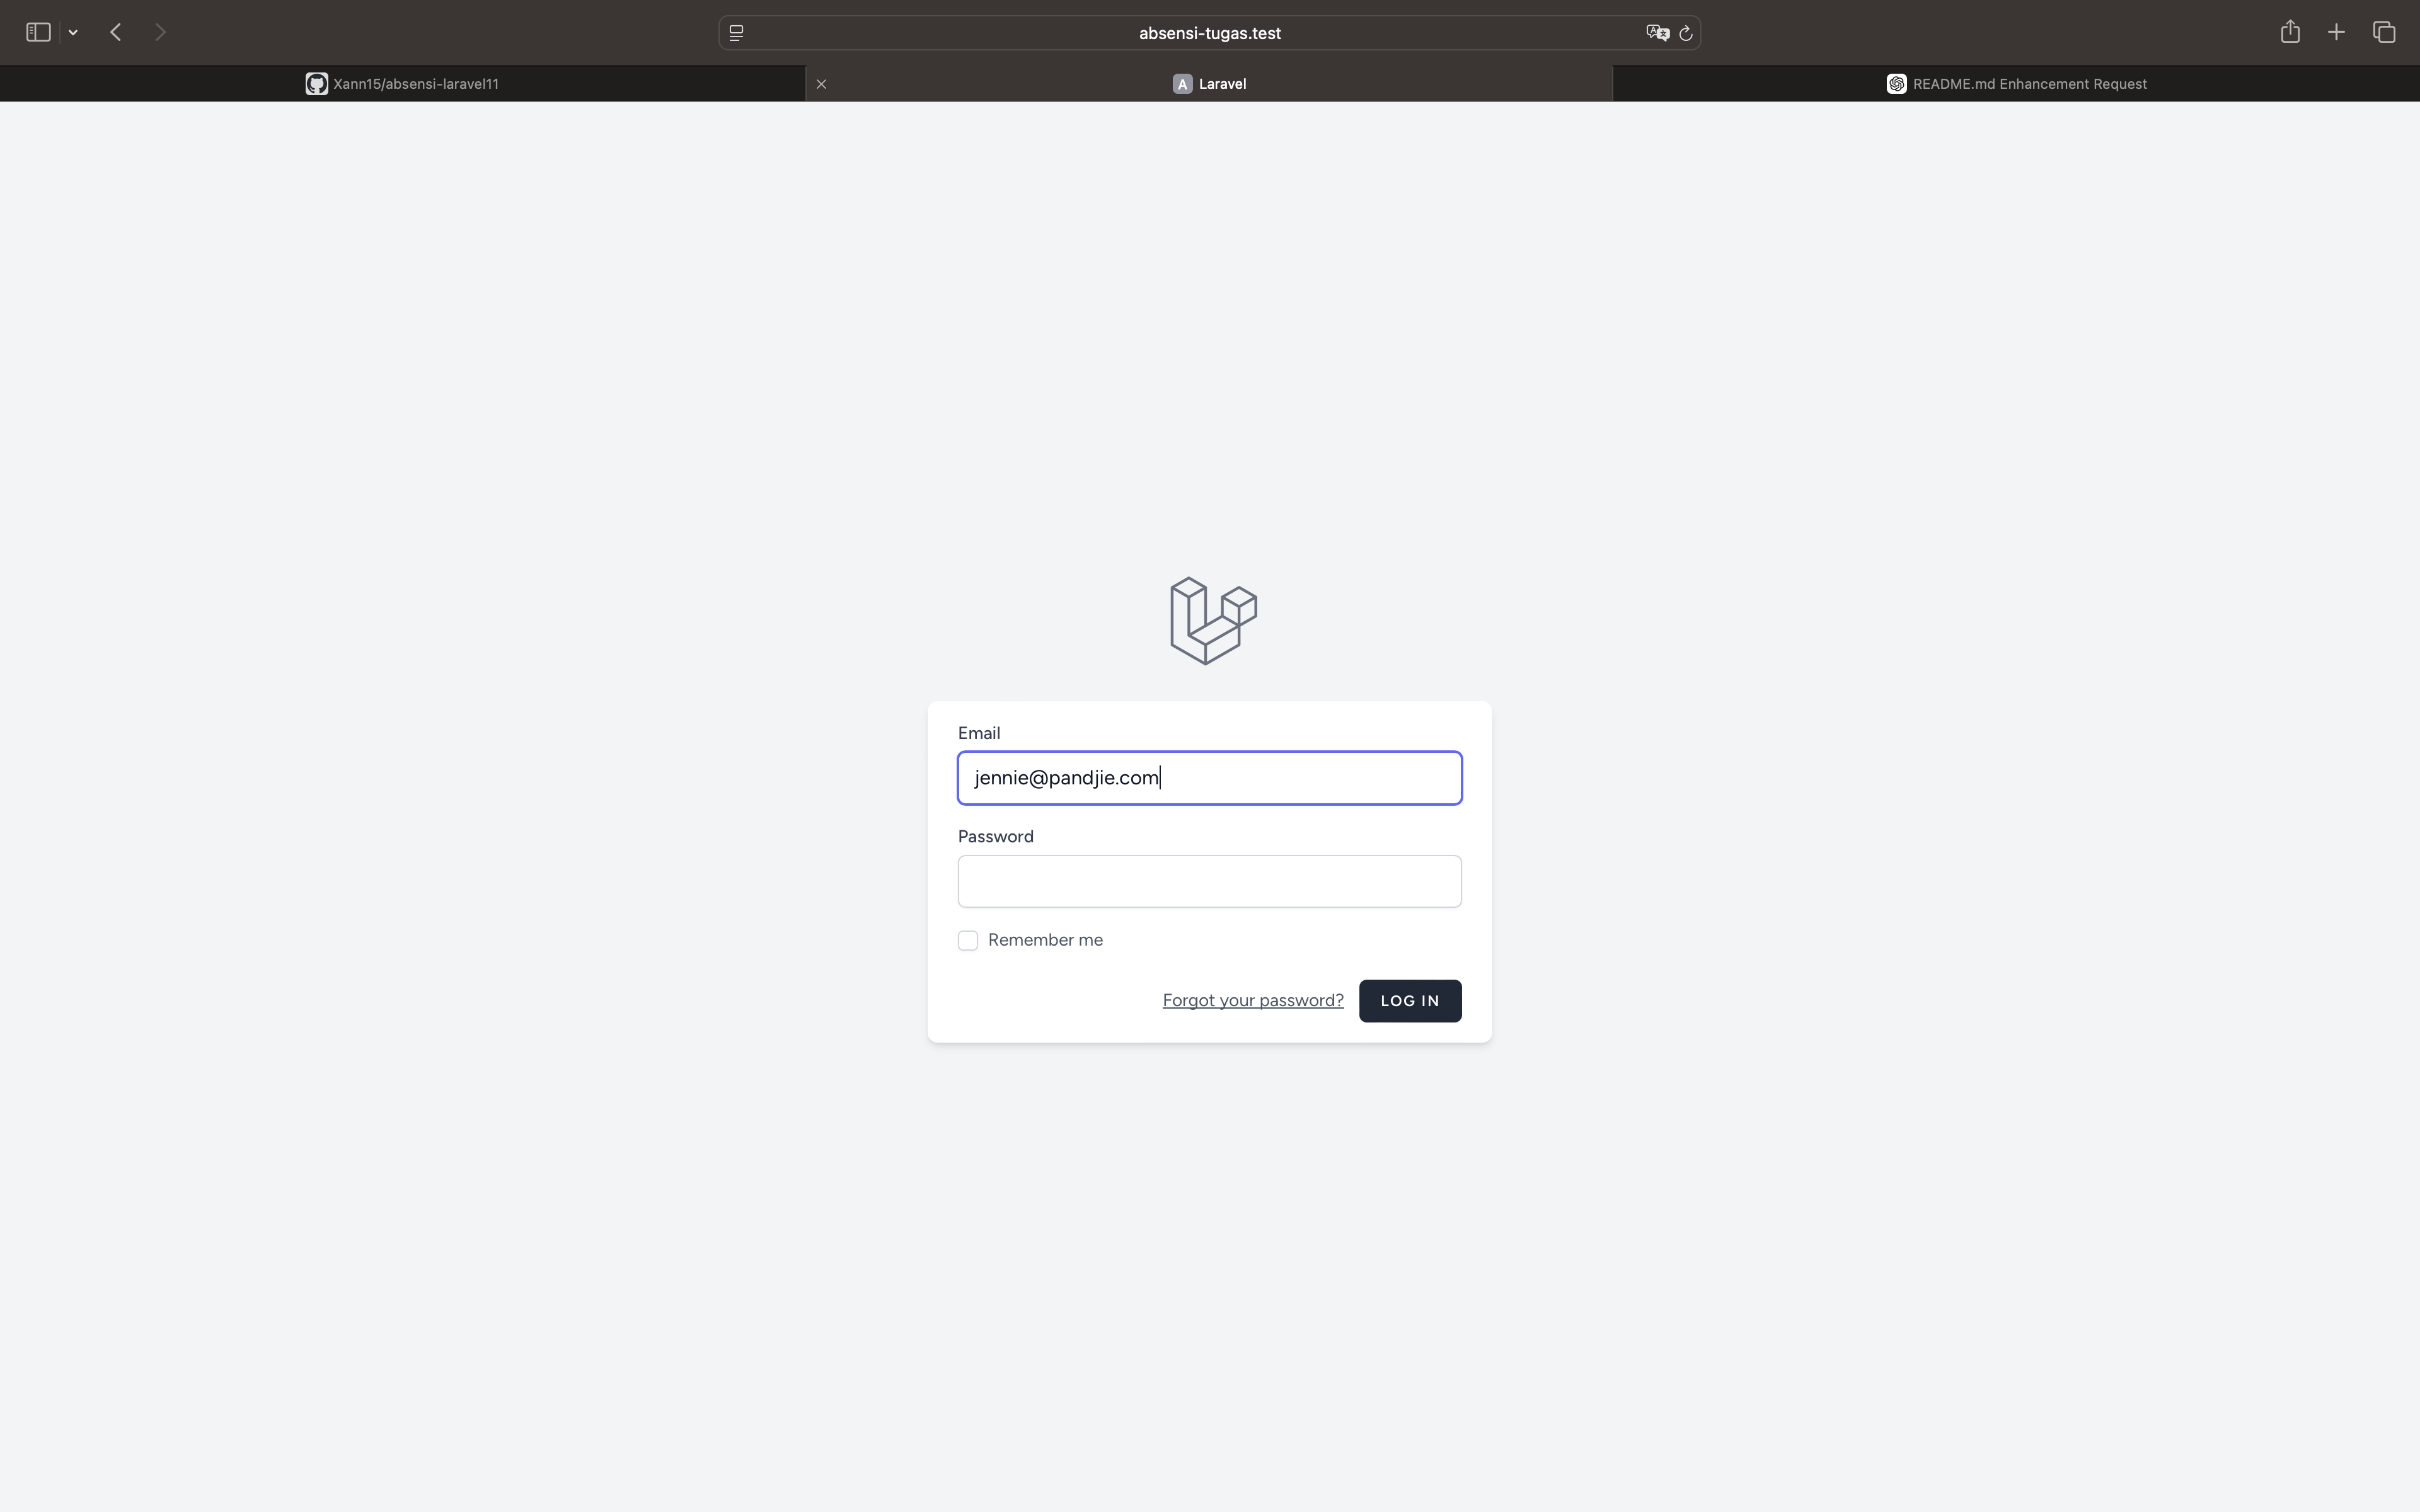 absensi-tugas.test
Xann15/absensi-laravel11
A Laravel
README.md Enhancement Request
Email
jennie@pandjie.com
Password
Remember me
Forgot your password?
LOG IN